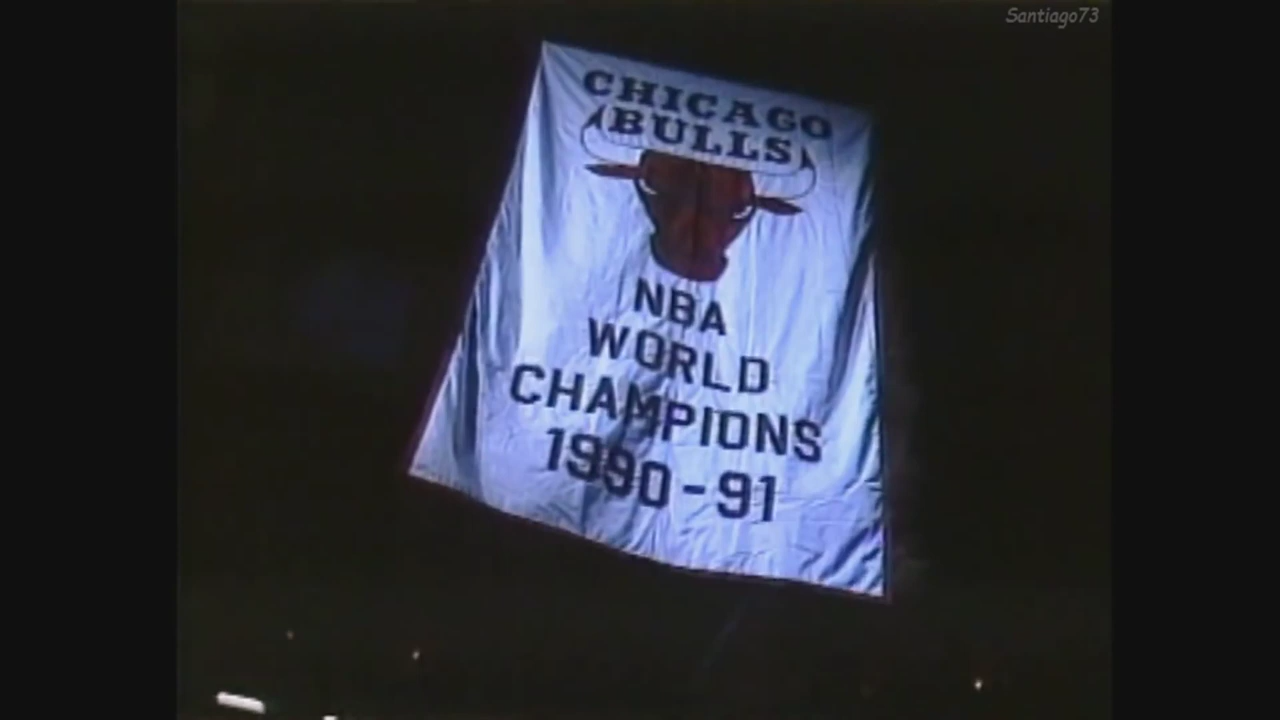 Santiago73
CHICAGO
BULLS
NBA
WORLD
CHAMPIONS
1990-91